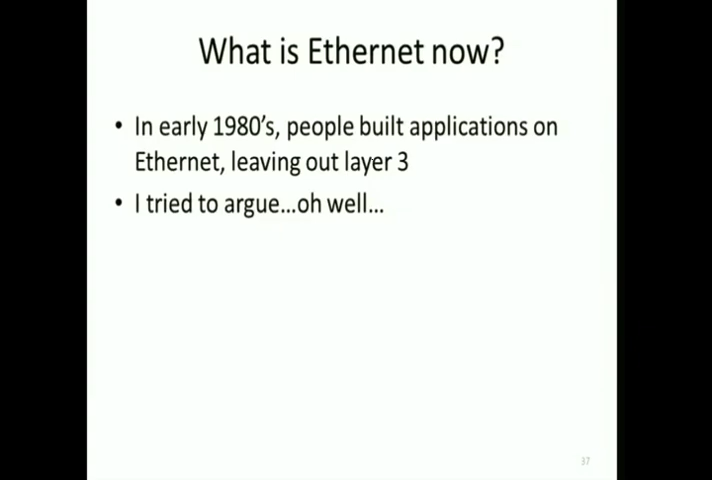 What is Ethernet now?
• In early 1980's, people built applications on
Ethernet, leaving out layer 3
• I tried to argue...oh well...
37